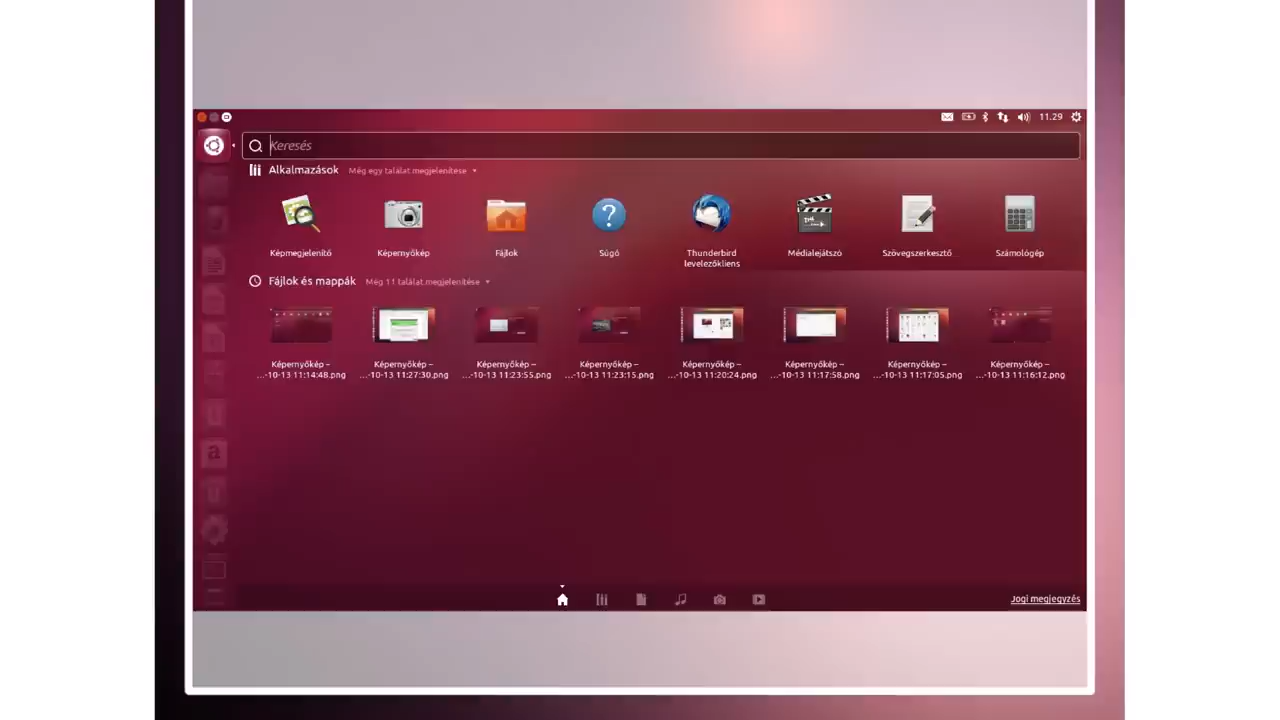 11.29
Keresés
Alkalmazások Még egy találat megjelenítése
Képmegjelenítő Képernyőkép Fájlok Súgó Thunderbird levelezőkliens Médialejátszó Szövegszerkesztő Számológép
Fájlok és mappák Még 11 találat megjelenítése
Képernyőkép – Képernyőkép – Képernyőkép – Képernyőkép – Képernyőkép – Képernyőkép – Képernyőkép – Képernyőkép –
...-10-13 11:14:48.png ...-10-13 11:27:30.png ...-10-13 11:23:55.png ...-10-13 11:23:15.png ...-10-13 11:20:24.png ...-10-13 11:17:58.png ...-10-13 11:17:05.png ...-10-13 11:16:12.png
Jogi megjegyzés